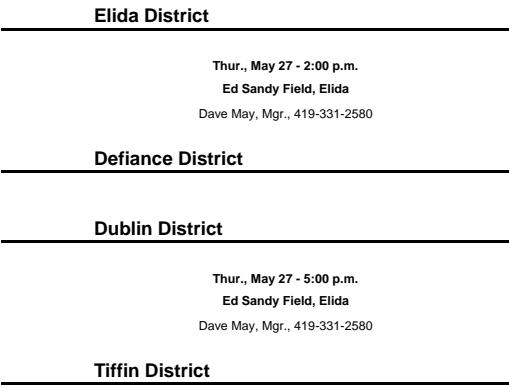 Elida District
Thur., May 27 - 2:00 p.m.
Ed Sandy Field, Elida
Dave May, Mgr., 419-331-2580
Defiance District
Dublin District
Thur., May 27 - 5:00 p.m.
Ed Sandy Field, Elida
Dave May, Mgr., 419-331-2580
Tiffin District